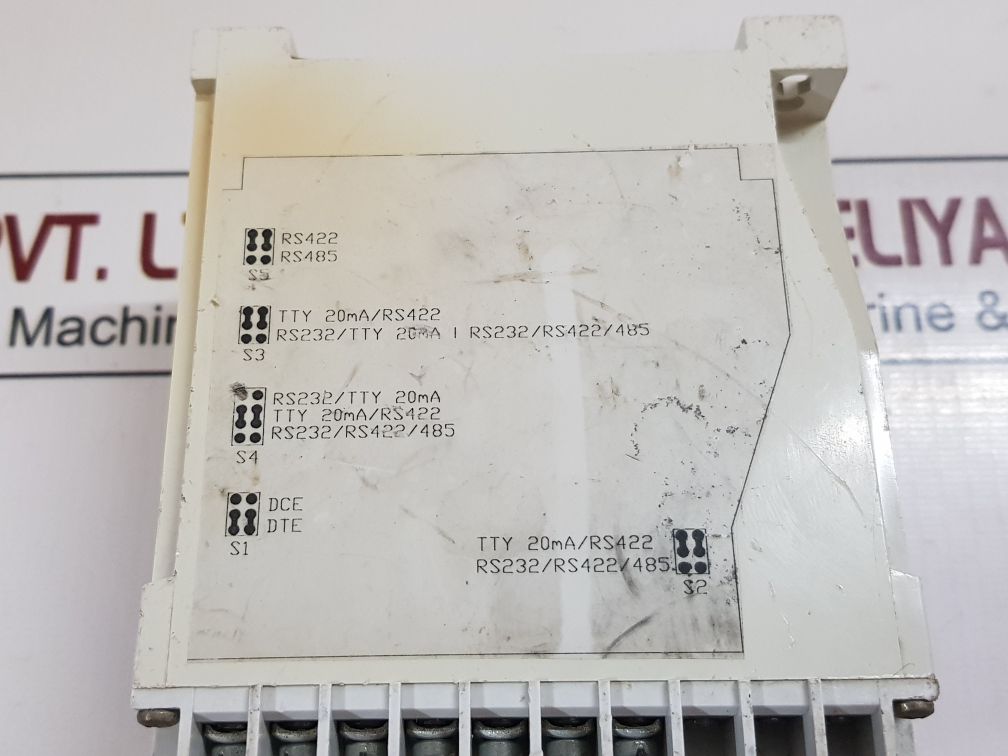 RS422
RS485
S5
TTY 20mA/RS422
RS232/TTY 20mA | RS232/RS422/485
S3
RS232/TTY 20mA
TTY 20mA/RS422
RS232/RS422/485
S4
DCE
DTE
S1
TTY 20mA/RS422
RS232/RS422/485
S2
PVT. L
ELIYA
Machin
rine &